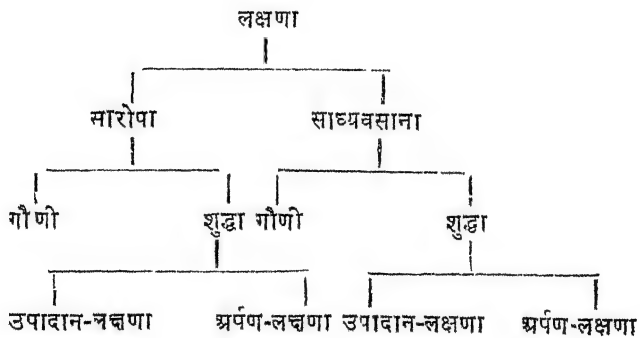 लक्षणा
सारोपा साध्यवसाना
गौणी शुद्धा गौणी शुद्धा
उपादान-लक्षणा अर्पण-लक्षणा उपादान-लक्षणा अर्पण-लक्षणा